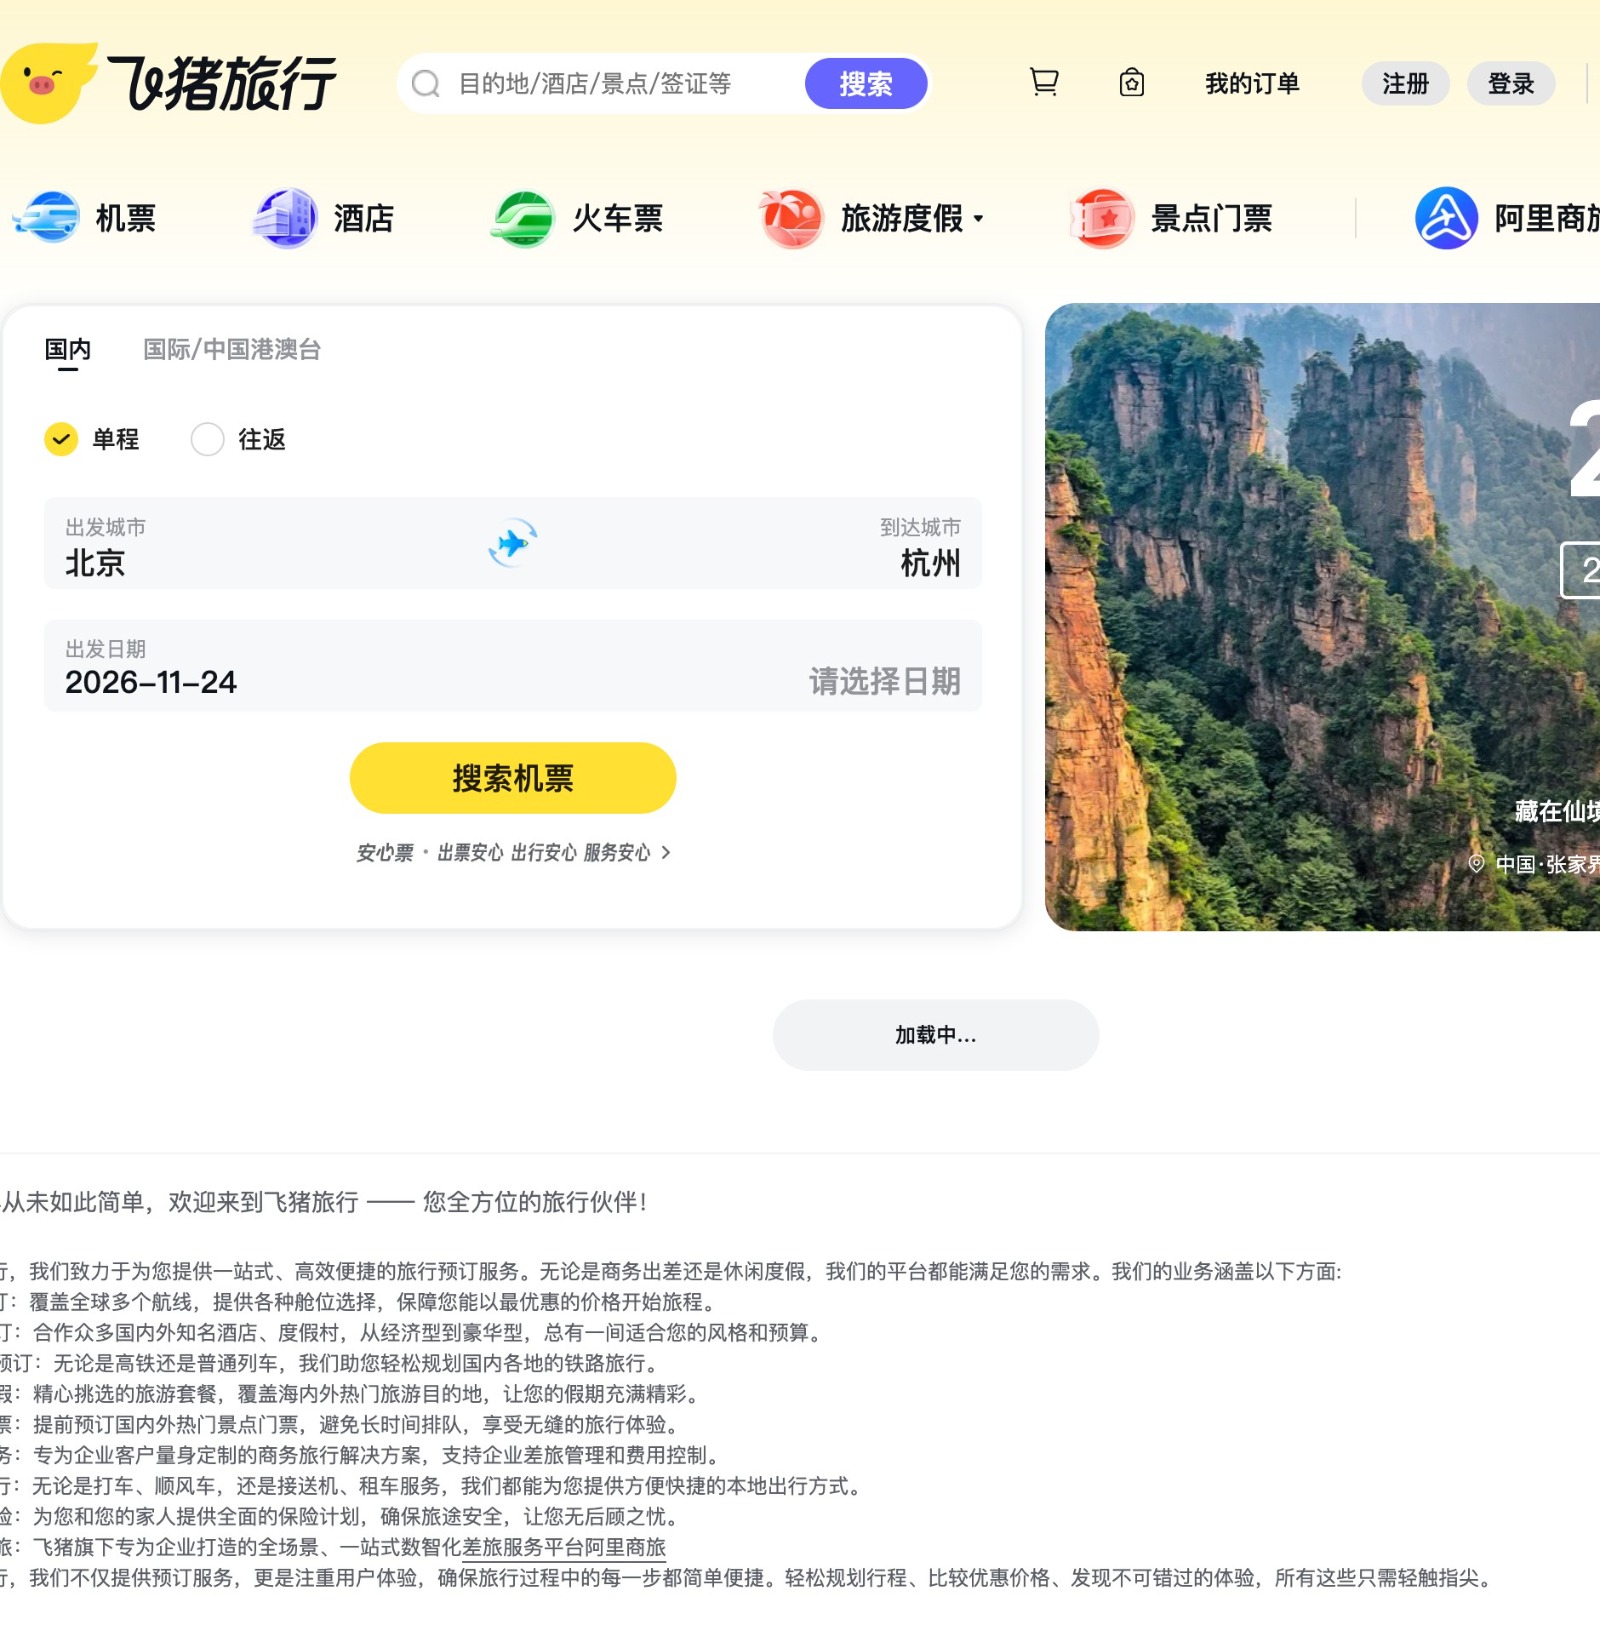 飞猪旅行
目的地/酒店/景点/签证等
搜索
我的订单
注册
登录
机票
酒店
火车票
旅游度假
景点门票
阿里商旅
国内
国际/中国港澳台
单程
往返
出发城市
到达城市
北京
杭州
出发日期
2026-11-24
请选择日期
搜索机票
安心票·出票安心 出行安心 服务安心
2
2
藏在仙境
中国·张家界
加载中...
从未如此简单，欢迎来到飞猪旅行 —— 您全方位的旅行伙伴！
行，我们致力于为您提供一站式、高效便捷的旅行预订服务。无论是商务出差还是休闲度假，我们的平台都能满足您的需求。我们的业务涵盖以下方面:
订：覆盖全球多个航线，提供各种舱位选择，保障您能以最优惠的价格开始旅程。
订：合作众多国内外知名酒店、度假村，从经济型到豪华型，总有一间适合您的风格和预算。
预订：无论是高铁还是普通列车，我们助您轻松规划国内各地的铁路旅行。
假：精心挑选的旅游套餐，覆盖海内外热门旅游目的地，让您的假期充满精彩。
票：提前预订国内外热门景点门票，避免长时间排队，享受无缝的旅行体验。
务：专为企业客户量身定制的商务旅行解决方案，支持企业差旅管理和费用控制。
行：无论是打车、顺风车，还是接送机、租车服务，我们都能为您提供方便快捷的本地出行方式。
险：为您和您的家人提供全面的保险计划，确保旅途安全，让您无后顾之忧。
旅：飞猪旗下专为企业打造的全场景、一站式数智化差旅服务平台阿里商旅
行，我们不仅提供预订服务，更是注重用户体验，确保旅行过程中的每一步都简单便捷。轻松规划行程、比较优惠价格、发现不可错过的体验，所有这些只需轻触指尖。